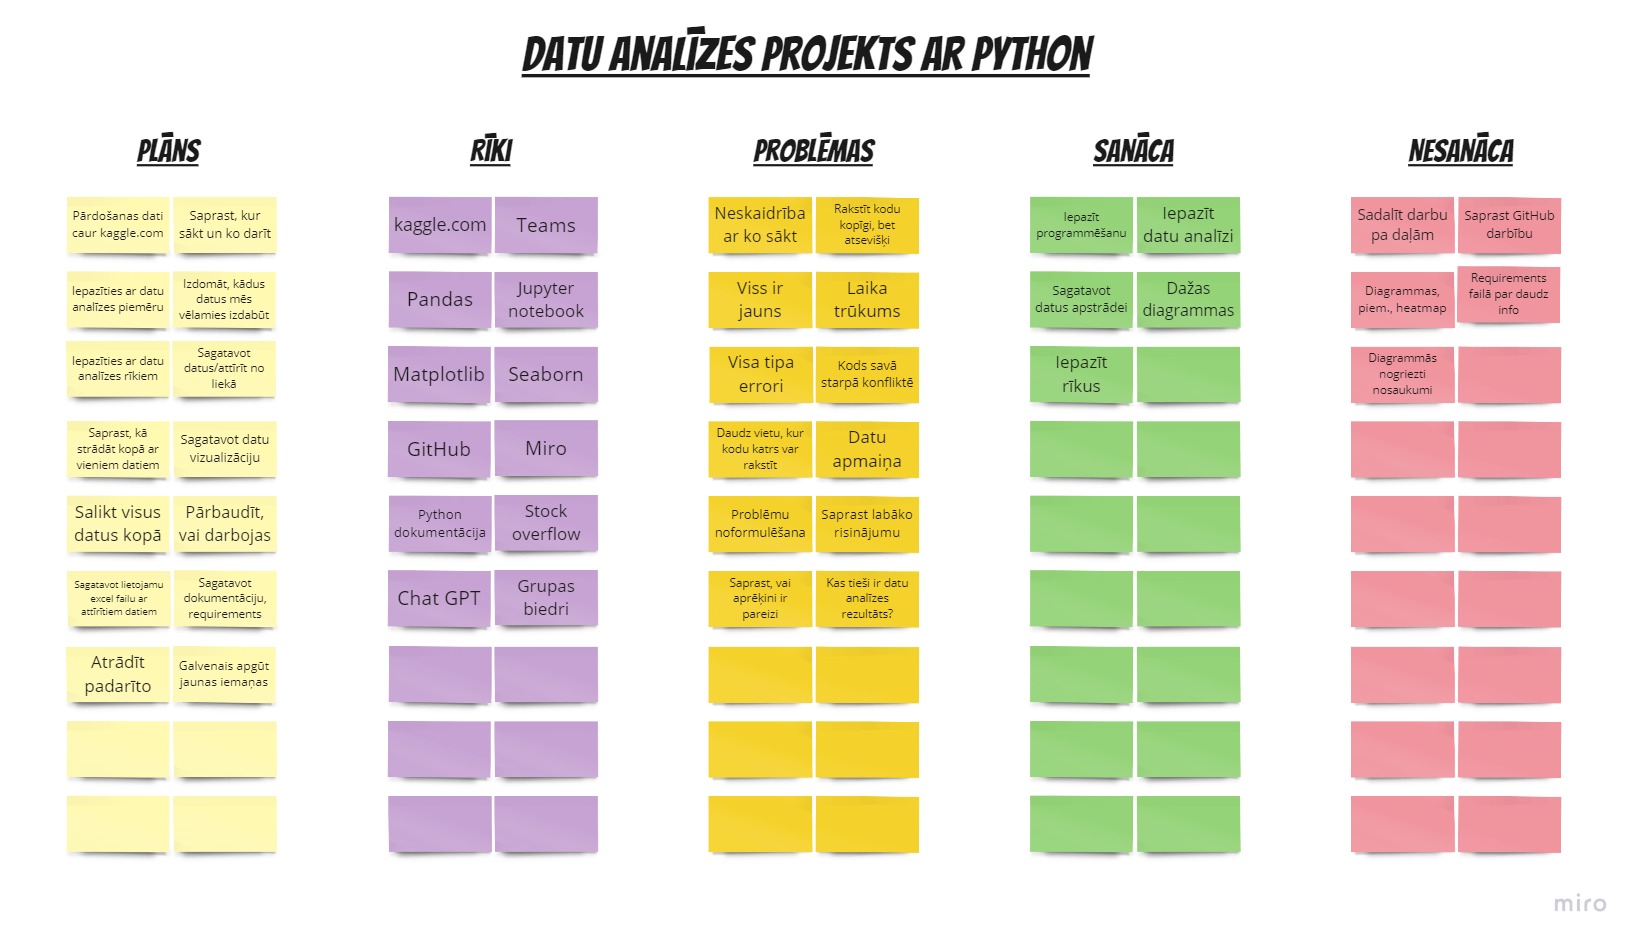 DATU ANALĪZES PROJEKTS AR PYTHON
PLĀNS
Pārdošanas dati
caur kaggle.com
Saprast, kur
sākt un ko darīt
Iepazīties ar datu
analīzes piemēru
Izdomāt, kādus
datus mēs
vēlamies izdabūt
Iepazīties ar datu
analīzes rīkiem
Sagatavot
datus/attīrīt no
liekā
Saprast, kā
strādāt kopā ar
vieniem datiem
Sagatavot datu
vizualizāciju
Salikt visus
datus kopā
Pārbaudīt,
vai darbojas
Sagatavot lietojamu
excel failu ar
attīrītiem datiem
Sagatavot
dokumentāciju,
requirements
Atrādīt
padarīto
Galvenais apgūt
jaunas iemaņas
RĪKI
kaggle.com
Teams
Pandas
Jupyter
notebook
Matplotlib
Seaborn
GitHub
Miro
Python
dokumentācija
Stock
overflow
Chat GPT
Grupas
biedri
PROBLĒMAS
Neskaidrība
ar ko sākt
Rakstīt kodu
kopīgi, bet
atsevišķi
Viss ir
jauns
Laika
trūkums
Visa tipa
errori
Kods savā
starpā konfliktē
Daudz vietu, kur
kodu katrs var
rakstīt
Datu
apmaiņa
Problēmu
noformulēšana
Saprast labāko
risinājumu
Saprast, vai
aprēķini ir
pareizi
Kas tieši ir datu
analīzes
rezultāts?
SANĀCA
Iepazīt
programmēšanu
Iepazīt
datu analīzi
Sagatavot
datus apstrādei
Dažas
diagrammas
Iepazīt
rīkus
NESANĀCA
Sadalīt darbu
pa daļām
Saprast GitHub
darbību
Diagrammas,
piem., heatmap
Requirements
failā par daudz
info
Diagrammās
nogriezti
nosaukumi
miro